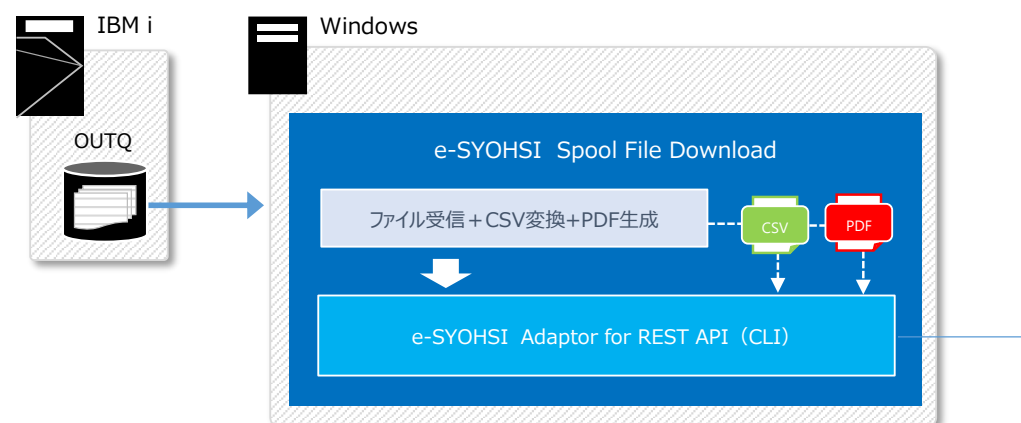 IBM i
Windows
OUTQ
e-SYOHSI Spool File Download
ファイル受信+CSV変換+PDF生成
CSV
PDF
e-SYOHSI Adaptor for REST API(CLI)